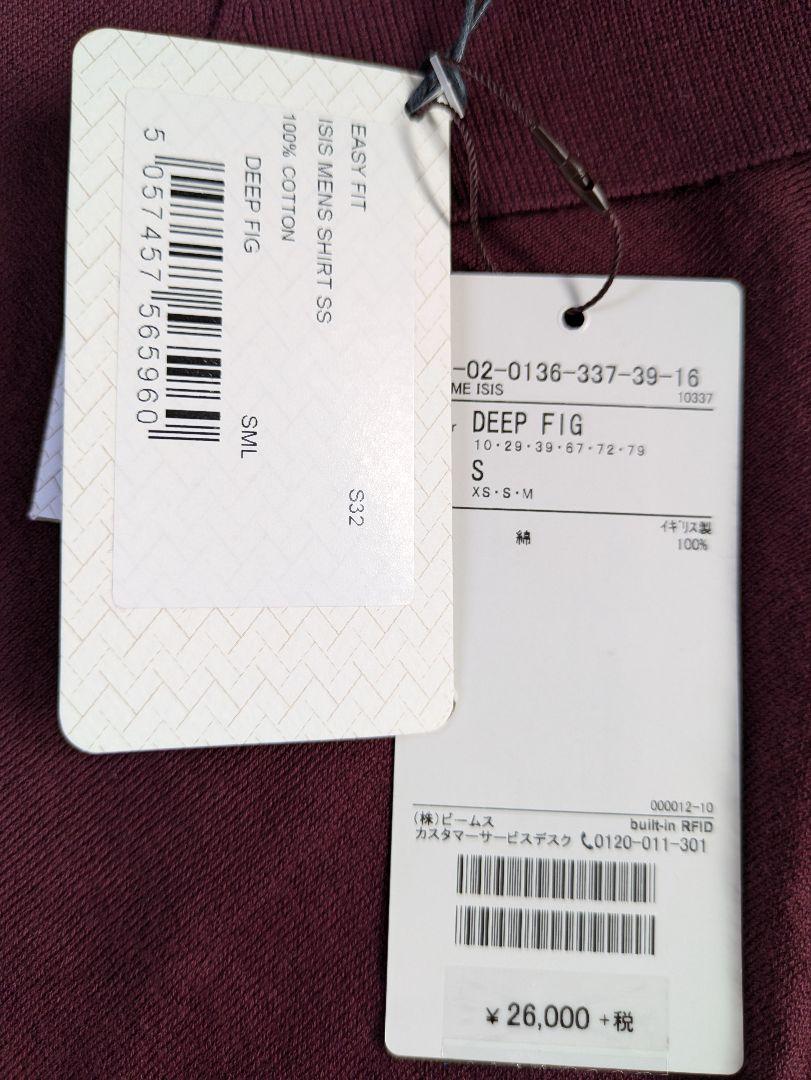 EASY FIT
S32
ISIS MENS SHIRT SS
100% COTTON
DEEP FIG
SML
5 057457 565960
-02-0136-337-39-16
ME ISIS
10337
r DEEP FIG
10・29・39・67・72・79
S
XS・S・M
イギリス製
綿
100%
000012-10
(株)ビームス
built-in RFID
カスタマーサービスデスク 0120-011-301
¥ 26,000 +税